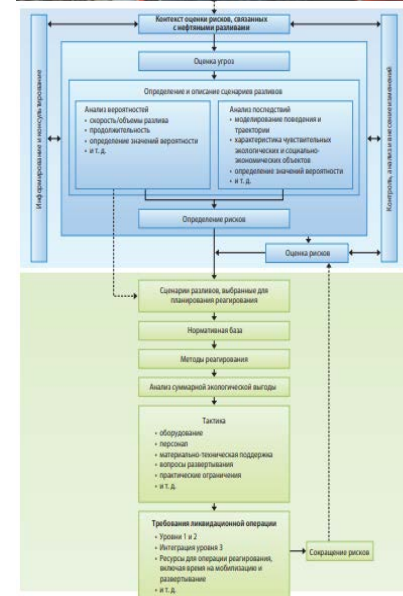 Контекст оценки рисков, связанных
с нефтяными разливами
Информирование и консультирование
Контроль, анализ и внесение изменений
Оценка угроз
Определение и описание сценариев разливов
Анализ вероятностей
• скорость/объемы разлива
• продолжительность
• определение значений вероятности
• и т. д.
Анализ последствий
• моделирование поведения и
траектории
• характеристика чувствительных
экологических и социально-
экономических объектов
• определение значений вероятности
• и т. д.
Определение рисков
Оценка рисков
Сценарии разливов, выбранные для
планирования реагирования
Нормативная база
Методы реагирования
Анализ суммарной экологической выгоды
Тактика
• оборудование
• персонал
• материально-техническая поддержка
• вопросы развертывания
• практические ограничения
• и т. д.
Требования ликвидационной операции
• Уровни 1 и 2
• Интеграция уровня 3
• Ресурсы для операции реагирования,
включая время на мобилизацию и
развертывание
• и т. д.
Сокращение рисков